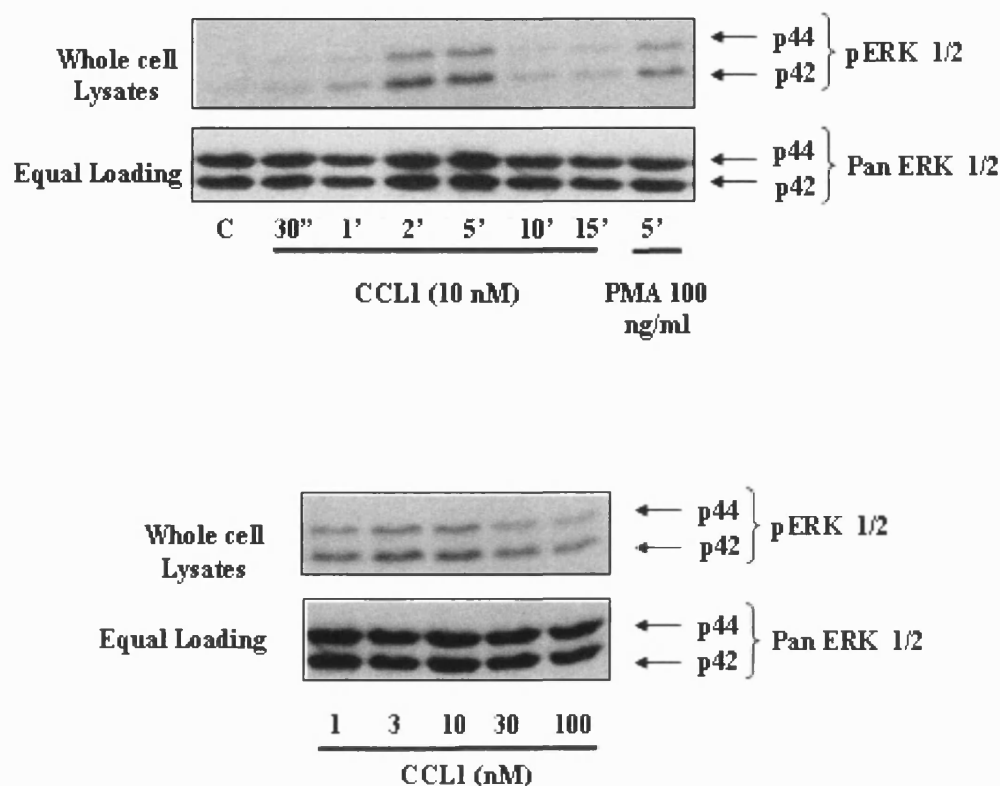 Whole cell
Lysates
p44
p42
pERK 1/2
Equal Loading
p44
p42
Pan ERK 1/2
C 30” 1’ 2’ 5’ 10’ 15’ 5’
CCL1 (10 nM)
PMA 100
ng/ml
Whole cell
Lysates
p44
p42
pERK 1/2
Equal Loading
p44
p42
Pan ERK 1/2
1 3 10 30 100
CCL1 (nM)